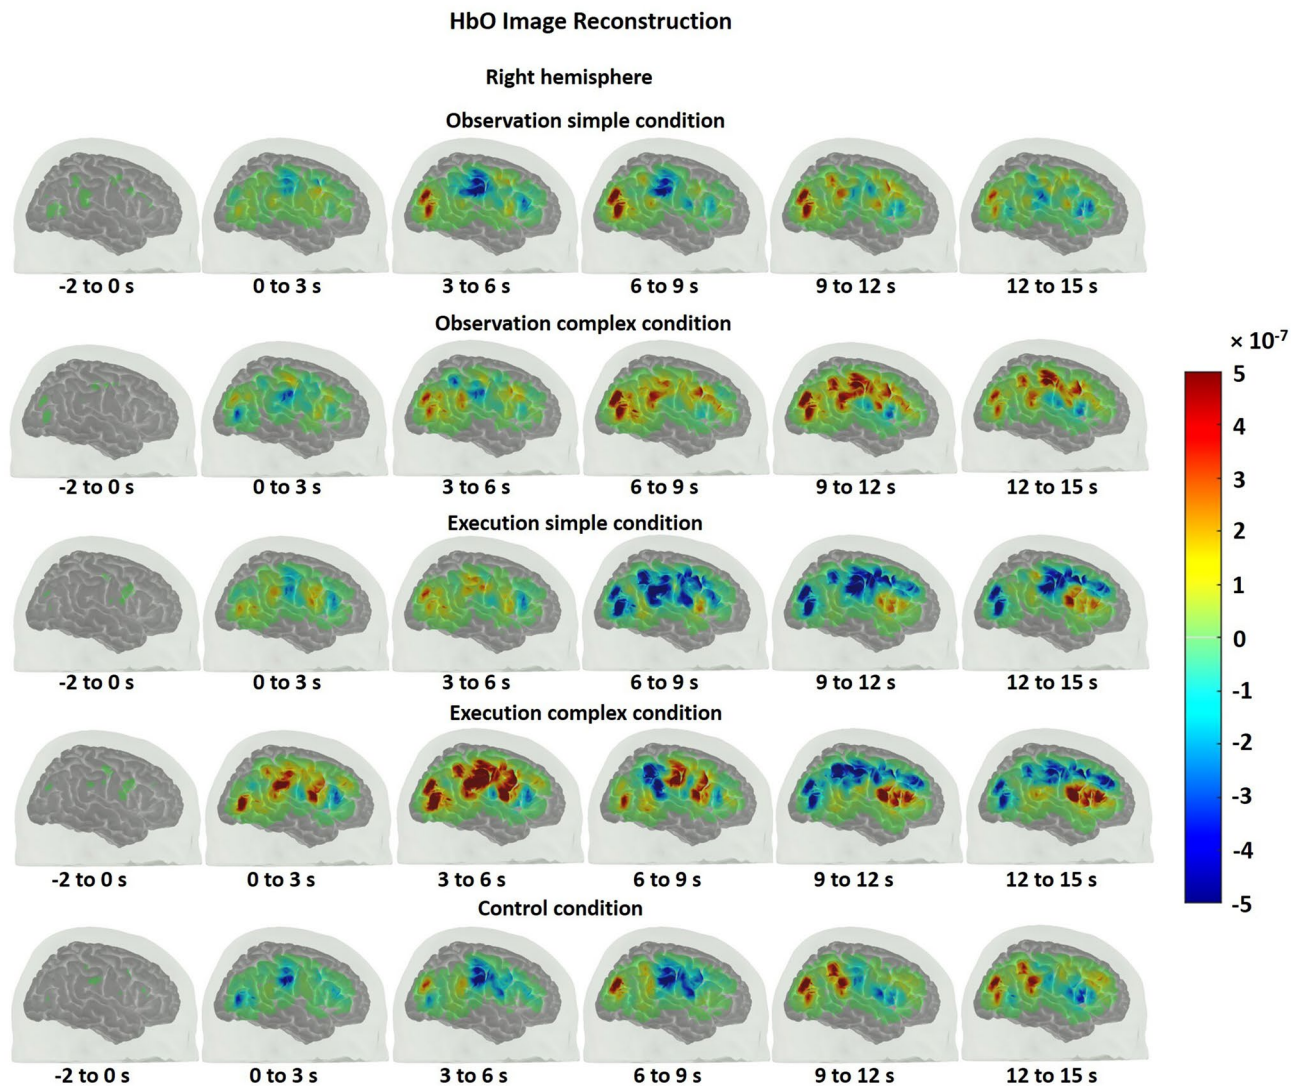 HbO Image Reconstruction
Right hemisphere
Observation simple condition
-2 to 0 s 0 to 3 s 3 to 6 s 6 to 9 s 9 to 12 s 12 to 15 s
Observation complex condition
-2 to 0 s 0 to 3 s 3 to 6 s 6 to 9 s 9 to 12 s 12 to 15 s
Execution simple condition
-2 to 0 s 0 to 3 s 3 to 6 s 6 to 9 s 9 to 12 s 12 to 15 s
Execution complex condition
-2 to 0 s 0 to 3 s 3 to 6 s 6 to 9 s 9 to 12 s 12 to 15 s
Control condition
-2 to 0 s 0 to 3 s 3 to 6 s 6 to 9 s 9 to 12 s 12 to 15 s
× 10⁻⁷
5
4
3
2
1
0
-1
-2
-3
-4
-5